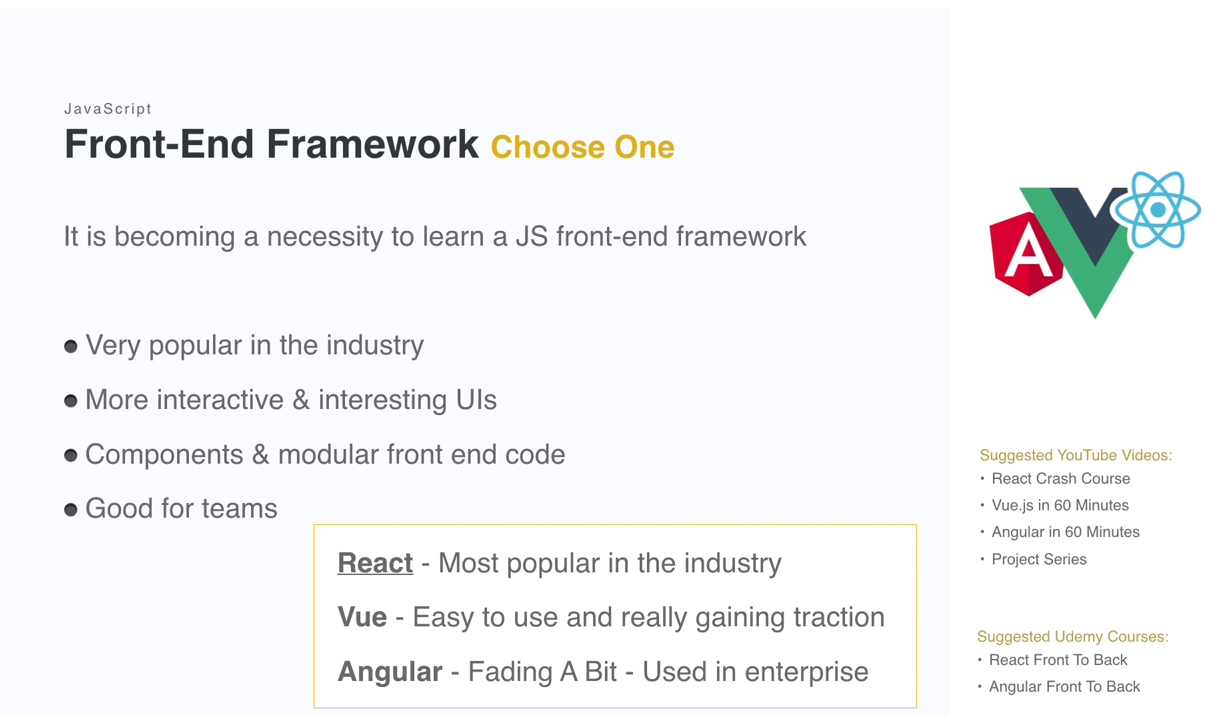 JavaScript
Front-End Framework Choose One
It is becoming a necessity to learn a JS front-end framework
● Very popular in the industry
● More interactive & interesting UIs
● Components & modular front end code
● Good for teams
React - Most popular in the industry
Vue - Easy to use and really gaining traction
Angular - Fading A Bit - Used in enterprise
A
Suggested YouTube Videos:
• React Crash Course
• Vue.js in 60 Minutes
• Angular in 60 Minutes
• Project Series
Suggested Udemy Courses:
• React Front To Back
• Angular Front To Back